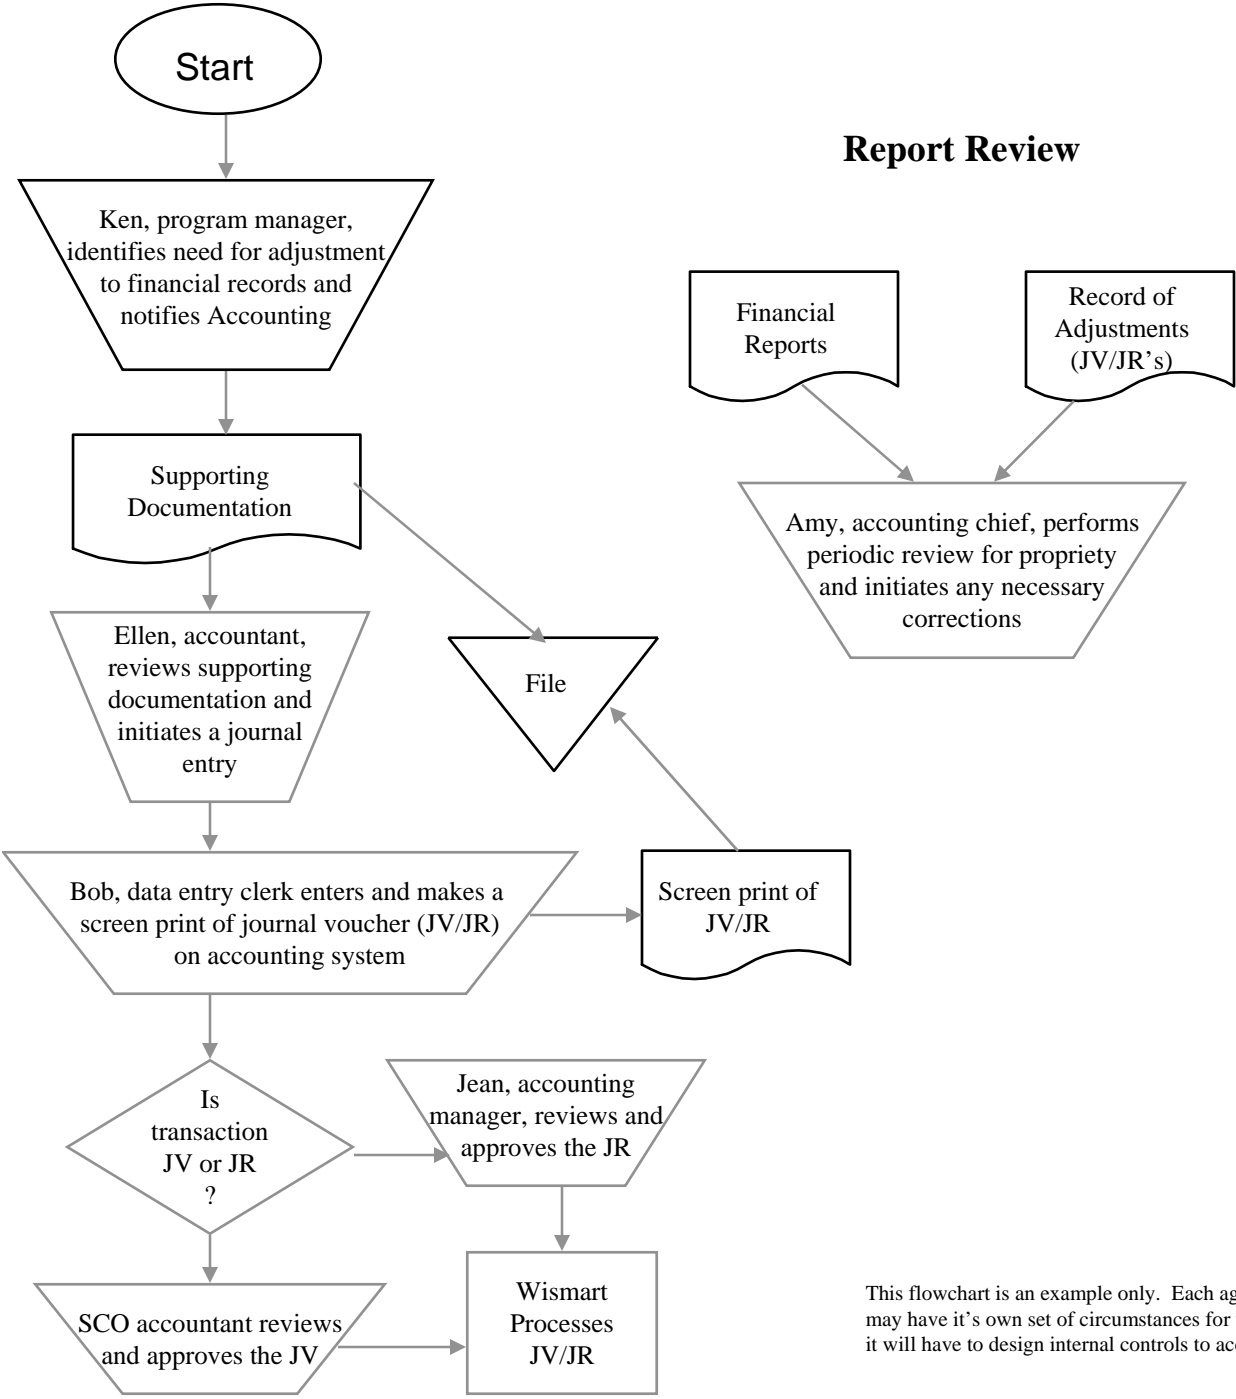 Start
Ken, program manager,
identifies need for adjustment
to financial records and
notifies Accounting
Supporting
Documentation
Ellen, accountant,
reviews supporting
documentation and
initiates a journal
entry
File
Bob, data entry clerk enters and makes a
screen print of journal voucher (JV/JR)
on accounting system
Screen print of
JV/JR
Is
transaction
JV or JR
?
Jean, accounting
manager, reviews and
approves the JR
SCO accountant reviews
and approves the JV
Wismart
Processes
JV/JR
Report Review
Financial
Reports
Record of
Adjustments
(JV/JR’s)
Amy, accounting chief, performs
periodic review for propriety
and initiates any necessary
corrections
This flowchart is an example only. Each
may have it’s own set of circumstances for
it will have to design internal controls to